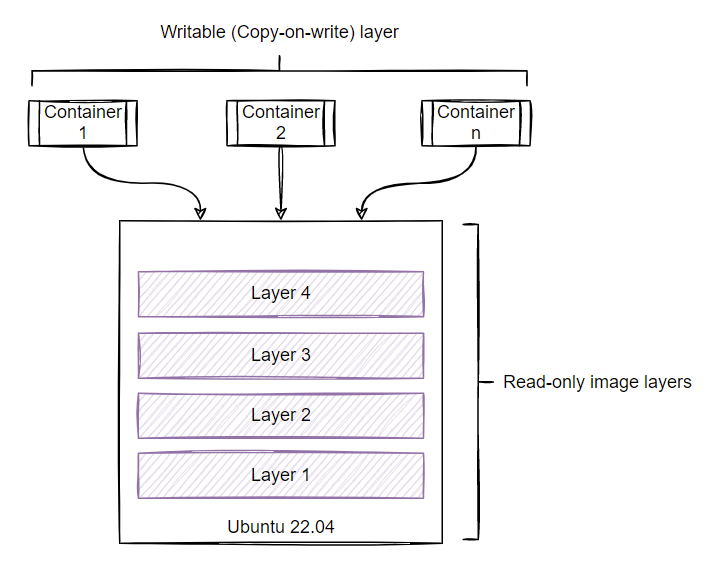 Writable (Copy-on-write) layer
Container
1
Container
2
Container
n
Layer 4
Layer 3
Read-only image layers
Layer 2
Layer 1
Ubuntu 22.04